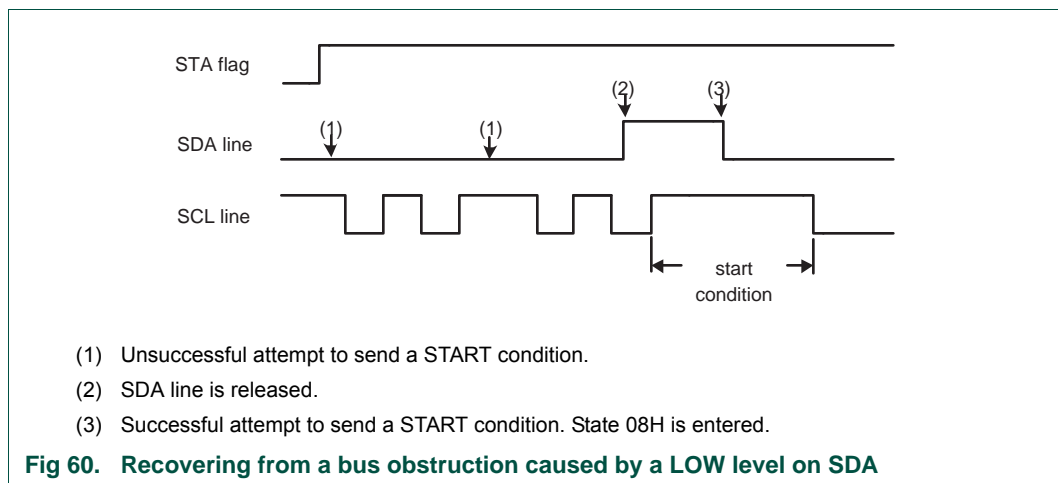 STA flag
(2)
(3)
(1)
(1)
SDA line
SCL line
start
condition
(1) Unsuccessful attempt to send a START condition.
(2) SDA line is released.
(3) Successful attempt to send a START condition. State 08H is entered.
Fig 60. Recovering from a bus obstruction caused by a LOW level on SDA